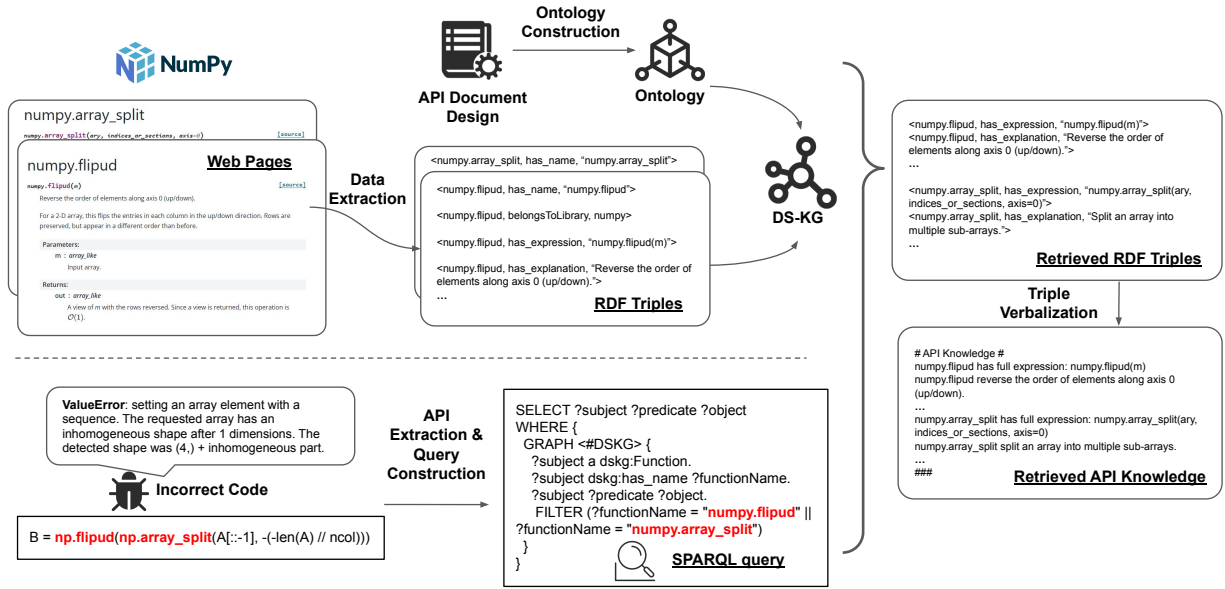 NumPy
numpy.array_split
numpy.array_split(ary, indices_or_sections, axis=0)
[source]
numpy.flipud
Web Pages
numpy.flipud(m)
[source]
Reverse the order of elements along axis 0 (up/down).
For a 2-D array, this flips the entries in each column in the up/down direction. Rows are
preserved, but appear in a different order than before.
Parameters:
m : array_like
Input array.
Returns:
out : array_like
A view of m with the rows reversed. Since a view is returned, this operation is
O(1).
Data
Extraction
API Document
Design
Ontology
Construction
Ontology
<numpy.array_split, has_name, “numpy.array_split”>
<numpy.flipud, has_name, “numpy.flipud”>
<numpy.flipud, belongsToLibrary, numpy>
<numpy.flipud, has_expression, “numpy.flipud(m)”>
<numpy.flipud, has_explanation, “Reverse the order of
elements along axis 0 (up/down).”>
...
RDF Triples
DS-KG
ValueError: setting an array element with a
sequence. The requested array has an
inhomogeneous shape after 1 dimensions. The
detected shape was (4,) + inhomogeneous part.
Incorrect Code
B = np.flipud(np.array_split(A[::-1], -(-len(A) // ncol)))
API
Extraction &
Query
Construction
SELECT ?subject ?predicate ?object
WHERE {
GRAPH <#DSKG> {
?subject a dskg:Function.
?subject dskg:has_name ?functionName.
?subject ?predicate ?object.
FILTER (?functionName = "numpy.flipud" ||
?functionName = "numpy.array_split")
}
}
SPARQL query
<numpy.flipud, has_expression, “numpy.flipud(m)”>
<numpy.flipud, has_explanation, “Reverse the order of
elements along axis 0 (up/down).”>
...
<numpy.array_split, has_expression, “numpy.array_split(ary,
indices_or_sections, axis=0)”>
<numpy.array_split, has_explanation, “Split an array into
multiple sub-arrays.”>
...
Retrieved RDF Triples
Triple
Verbalization
# API Knowledge #
numpy.flipud has full expression: numpy.flipud(m)
numpy.flipud reverse the order of elements along axis 0
(up/down).
...
numpy.array_split has full expression: numpy.array_split(ary,
indices_or_sections, axis=0)
numpy.array_split split an array into multiple sub-arrays.
...
###
Retrieved API Knowledge